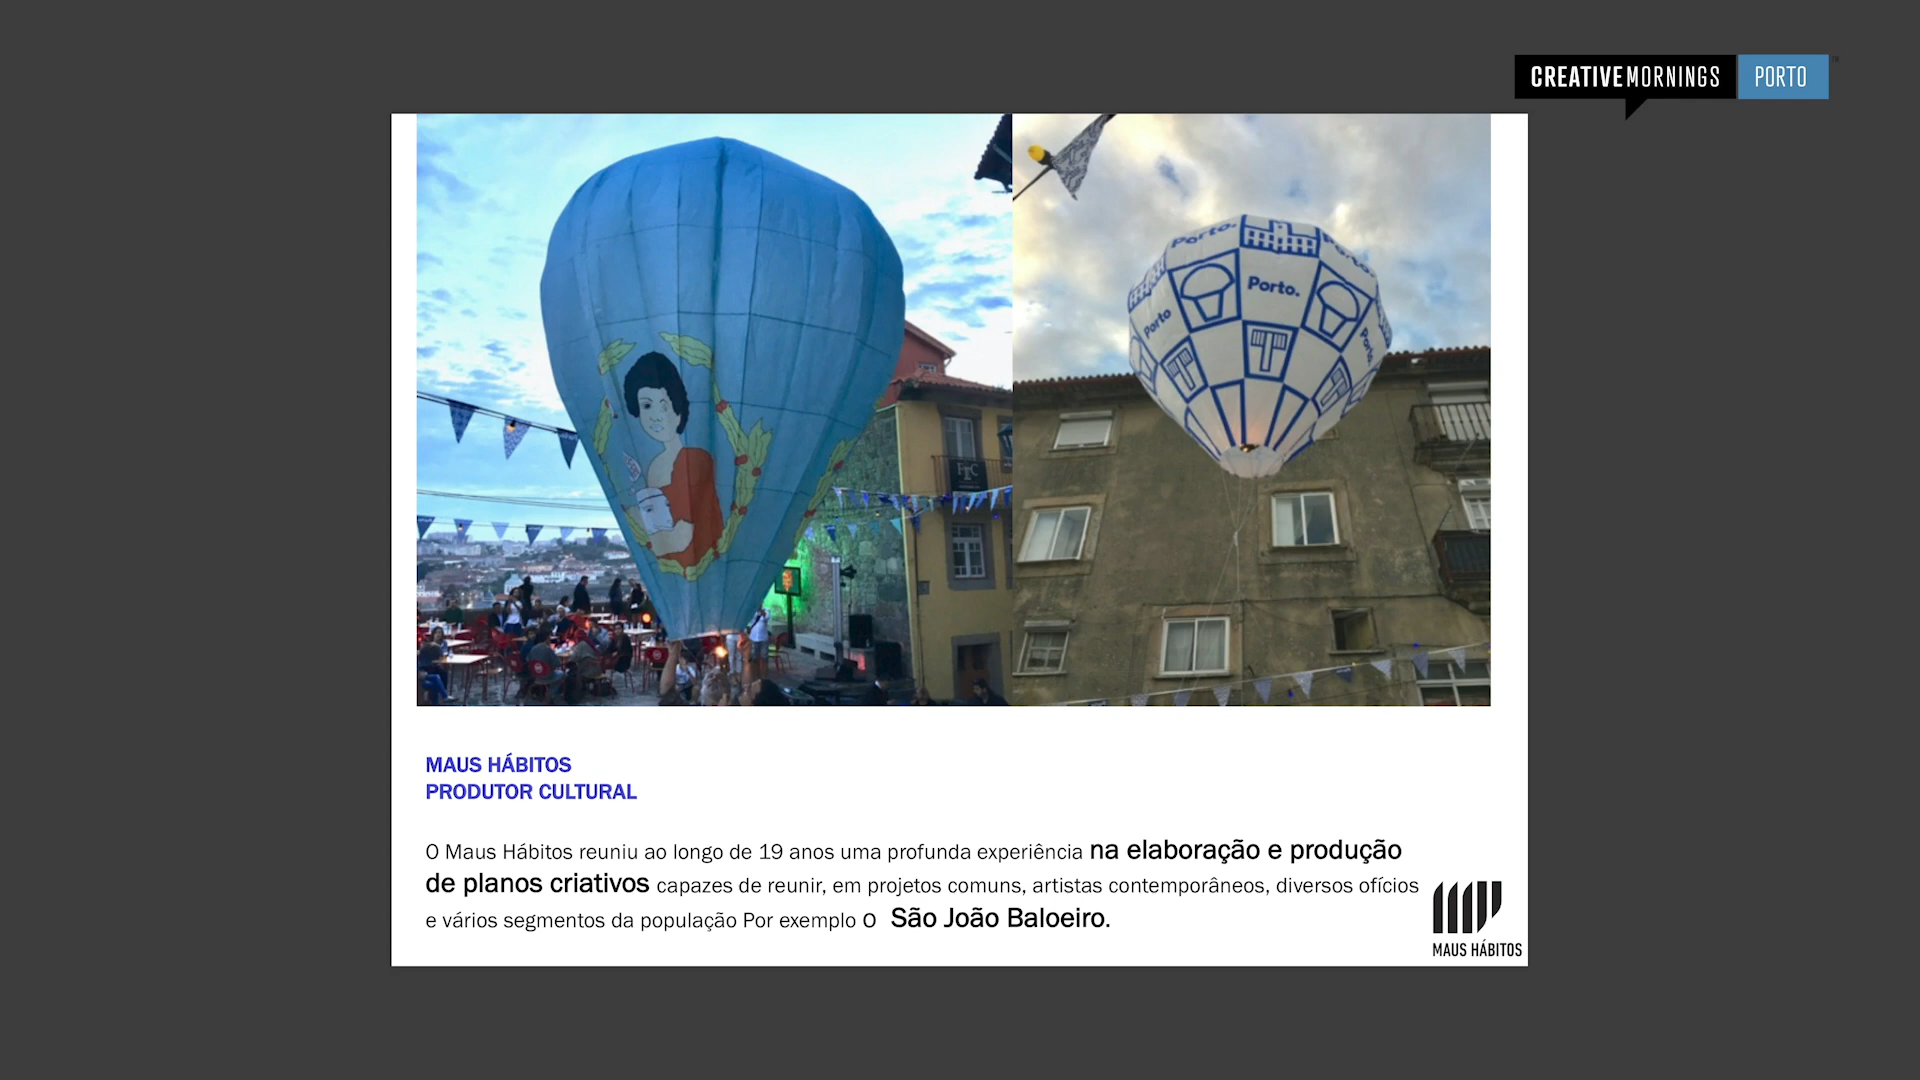 CREATIVEMORNINGS PORTO
Porto.
Porto.
Porto
MAUS HÁBITOS
PRODUTOR CULTURAL
O Maus Hábitos reuniu ao longo de 19 anos uma profunda experiência na elaboração e produção
de planos criativos capazes de reunir, em projetos comuns, artistas contemporâneos, diversos ofícios
e vários segmentos da população Por exemplo o São João Baloeiro.
MAUS HÁBITOS